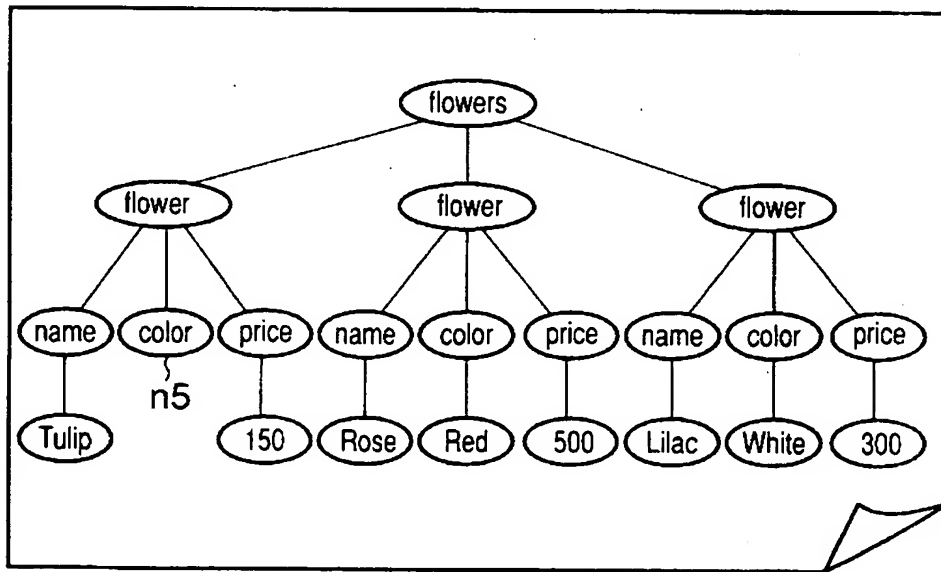 flowers
flower flower flower
name color price name color price name color price
n5
Tulip 150 Rose Red 500 Lilac White 300